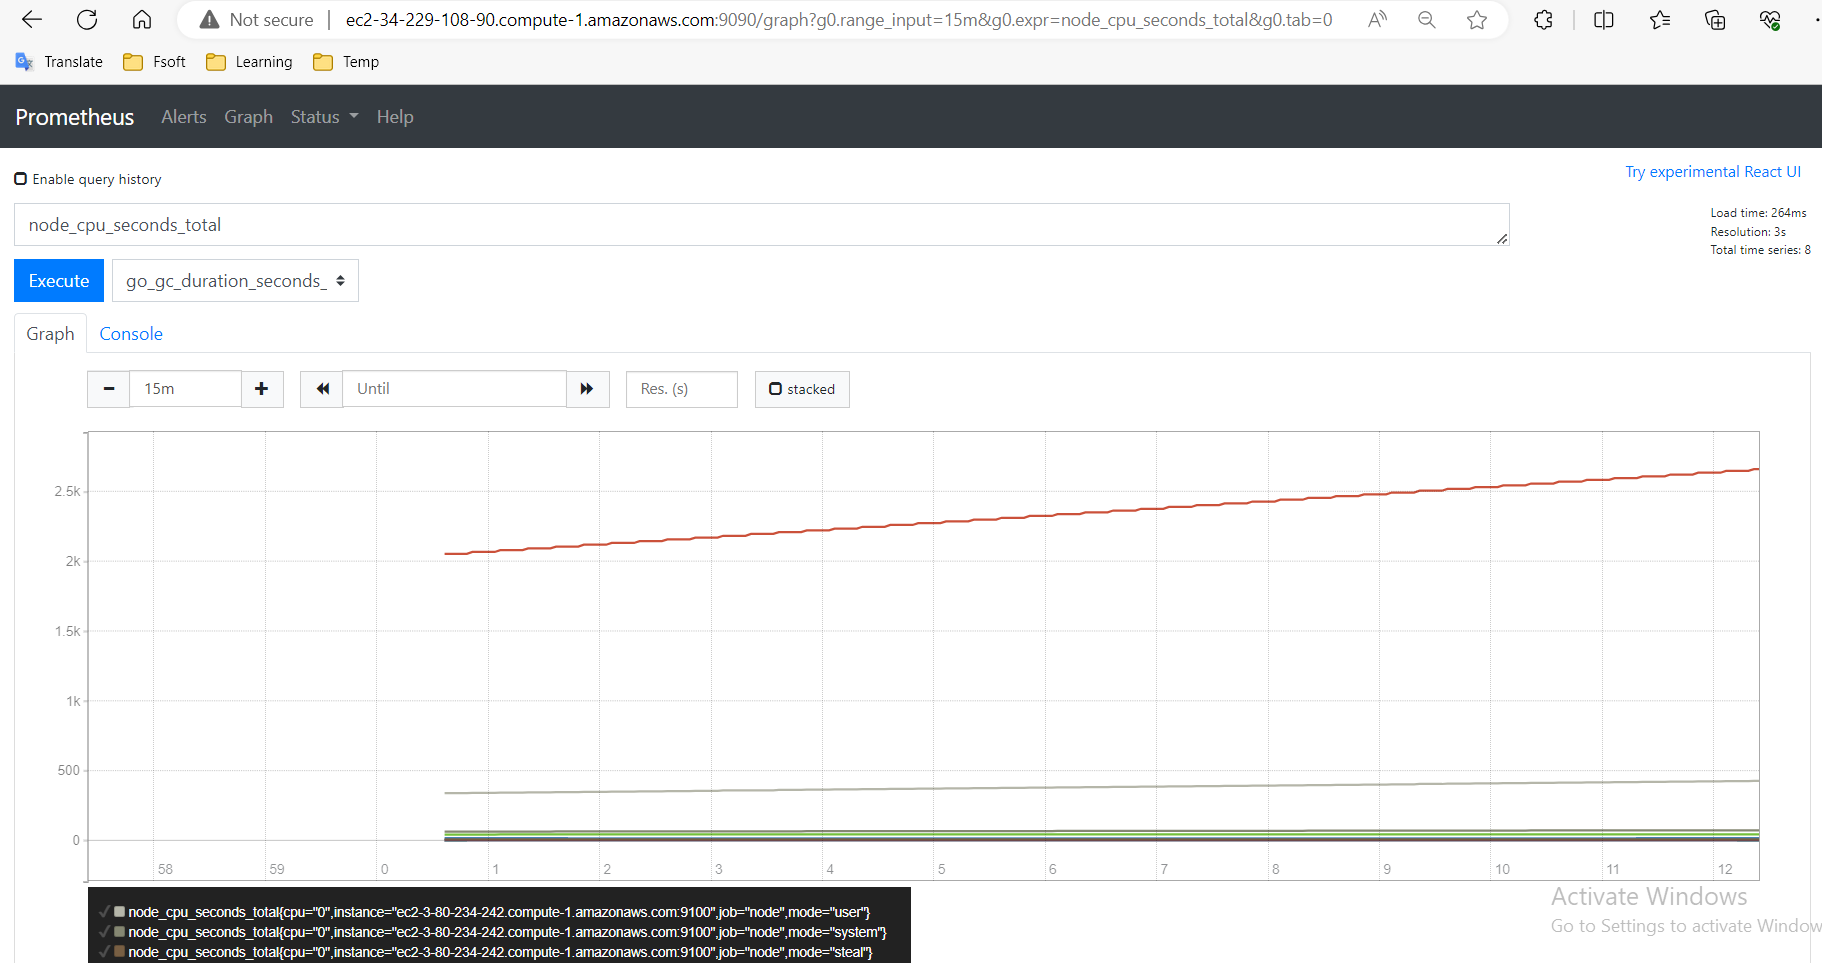 Not secure | ec2-34-229-108-90.compute-1.amazonaws.com:9090/graph?g0.range_input=15m&g0.expr=node_cpu_seconds_total&g0.tab=0
Translate Fsoft Learning Temp
Prometheus Alerts Graph Status Help
Enable query history
Try experimental React UI
node_cpu_seconds_total
Load time: 264ms
Resolution: 3s
Total time series: 8
Execute go_gc_duration_seconds_
Graph Console
15m Until Res. (s) stacked
2.5k
2k
1.5k
1k
500
0
58 59 0 1 2 3 4 5 6 7 8 9 10 11 12
node_cpu_seconds_total{cpu="0",instance="ec2-3-80-234-242.compute-1.amazonaws.com:9100",job="node",mode="user"}
node_cpu_seconds_total{cpu="0",instance="ec2-3-80-234-242.compute-1.amazonaws.com:9100",job="node",mode="system"}
node_cpu_seconds_total{cpu="0",instance="ec2-3-80-234-242.compute-1.amazonaws.com:9100",job="node",mode="steal"}
Activate Windows
Go to Settings to activate Window